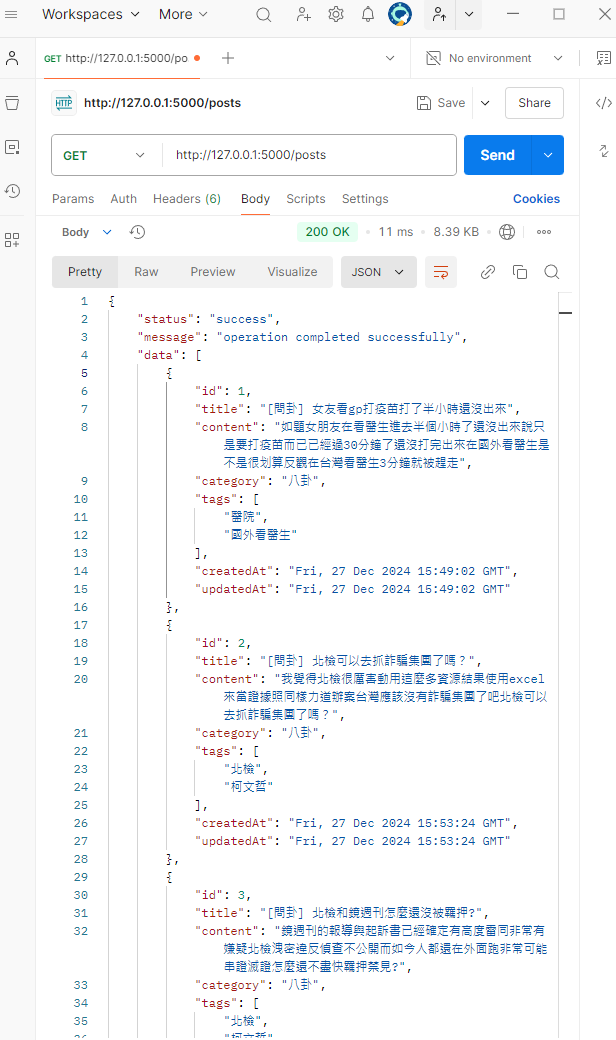 Workspaces More
GET http://127.0.0.1:5000/po No environment
HTTP http://127.0.0.1:5000/posts Save Share
GET http://127.0.0.1:5000/posts Send
Params Auth Headers (6) Body Scripts Settings Cookies
Body 200 OK 11 ms 8.39 KB
Pretty Raw Preview Visualize JSON
1 {
2 "status": "success",
3 "message": "operation completed successfully",
4 "data": [
5 {
6 "id": 1,
7 "title": "[問卦] 女友看gp打疫苗打了半小時還沒出來",
8 "content": "如題女朋友在看醫生進去半個小時了還沒出來說只
是要打疫苗而已已經過30分鐘了還沒打完出來在國外看醫生是
不是很划算反觀在台灣看醫生3分鐘就被趕走",
9 "category": "八卦",
10 "tags": [
11 "醫院",
12 "國外看醫生"
13 ],
14 "createdAt": "Fri, 27 Dec 2024 15:49:02 GMT",
15 "updatedAt": "Fri, 27 Dec 2024 15:49:02 GMT"
16 },
17 {
18 "id": 2,
19 "title": "[問卦] 北檢可以去抓詐騙集團了嗎？",
20 "content": "我覺得北檢很厲害動用這麼多資源結果使用excel
來當證據照同樣力道辦案台灣應該沒有詐騙集團了吧北檢可以
去抓詐騙集團了嗎？",
21 "category": "八卦",
22 "tags": [
23 "北檢",
24 "柯文哲"
25 ],
26 "createdAt": "Fri, 27 Dec 2024 15:53:24 GMT",
27 "updatedAt": "Fri, 27 Dec 2024 15:53:24 GMT"
28 },
29 {
30 "id": 3,
31 "title": "[問卦] 北檢和鏡週刊怎麼還沒被羈押?",
32 "content": "鏡週刊的報導與起訴書已經確定有高度雷同非常有
嫌疑北檢洩密違反偵查不公開而如今人都還在外面跑非常可能
串證滅證怎麼還不盡快羈押禁見?",
33 "category": "八卦",
34 "tags": [
35 "北檢",